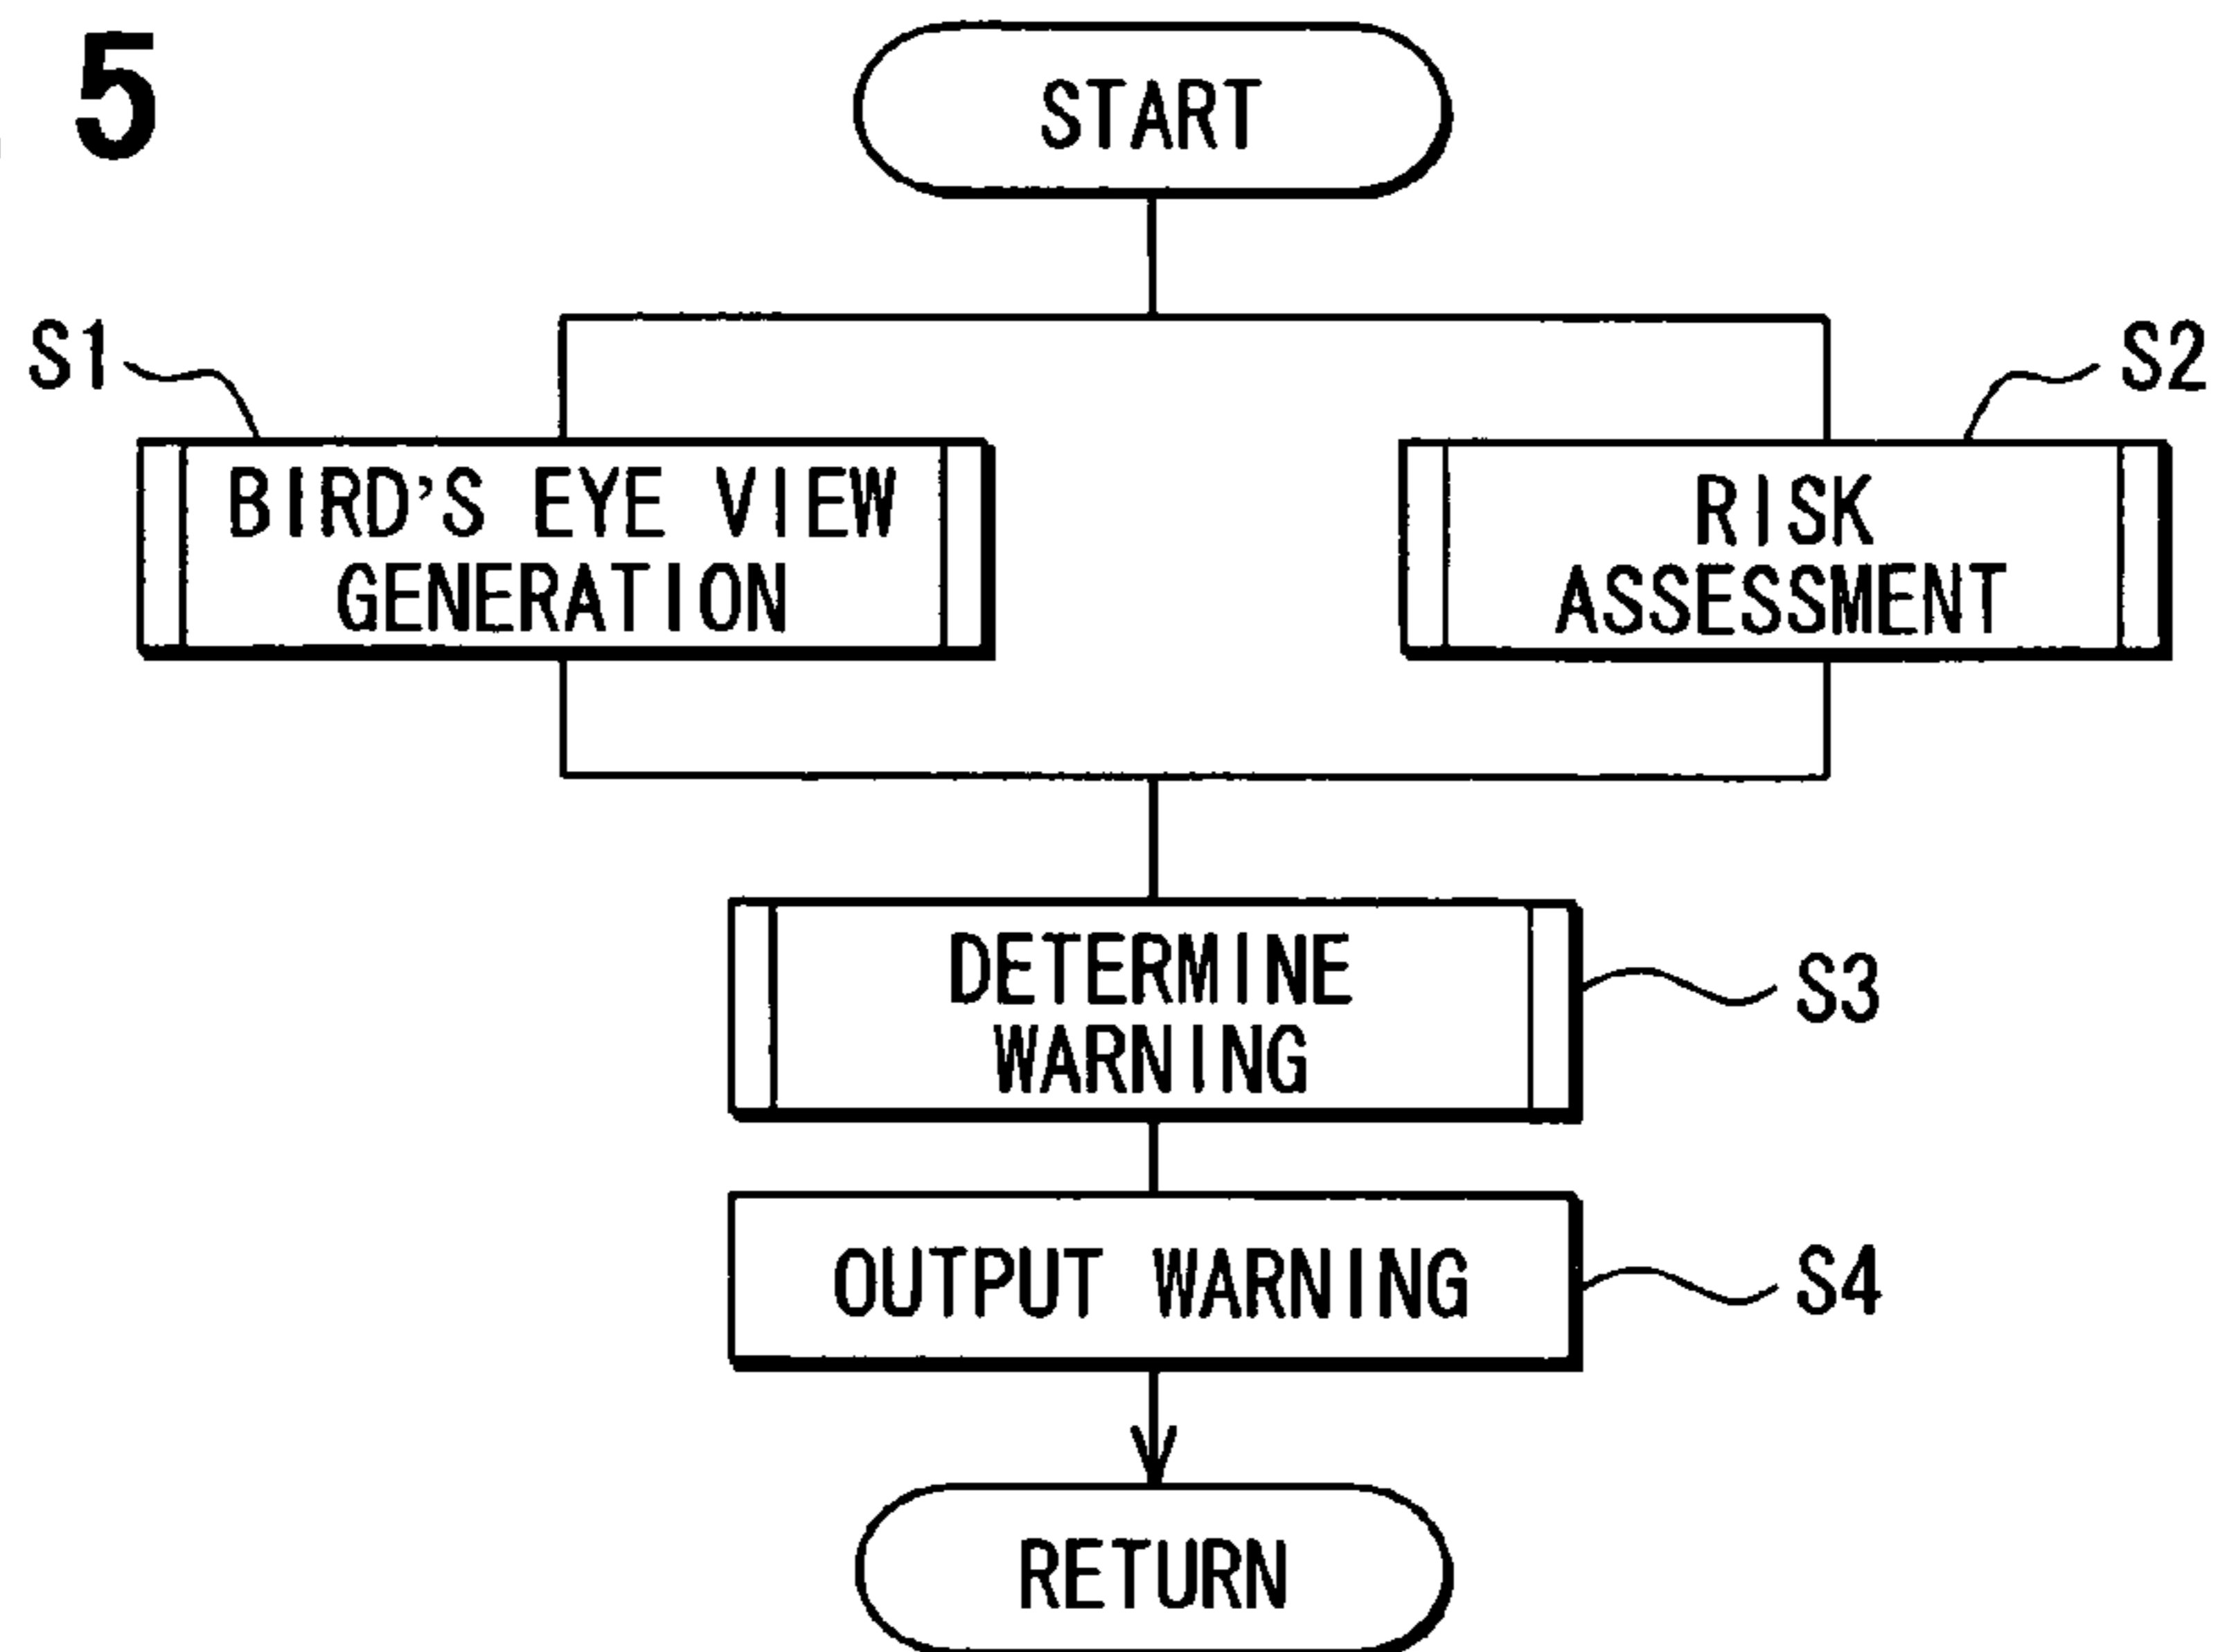 5
START
S1
S2
BIRD'S EYE VIEW
GENERATION
RISK
ASSESSMENT
DETERMINE
WARNING
S3
OUTPUT WARNING
S4
RETURN